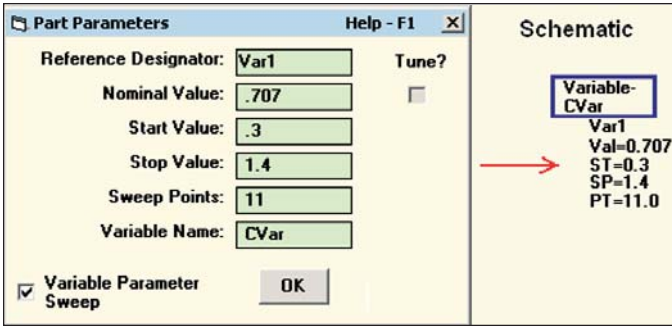 Part Parameters Help - F1
Reference Designator: Var1 Tune?
Nominal Value: .707
Start Value: .3
Stop Value: 1.4
Sweep Points: 11
Variable Name: CVar
Variable Parameter
Sweep
OK
Schematic
Variable-
CVar
Var1
Val=0.707
ST=0.3
SP=1.4
PT=11.0